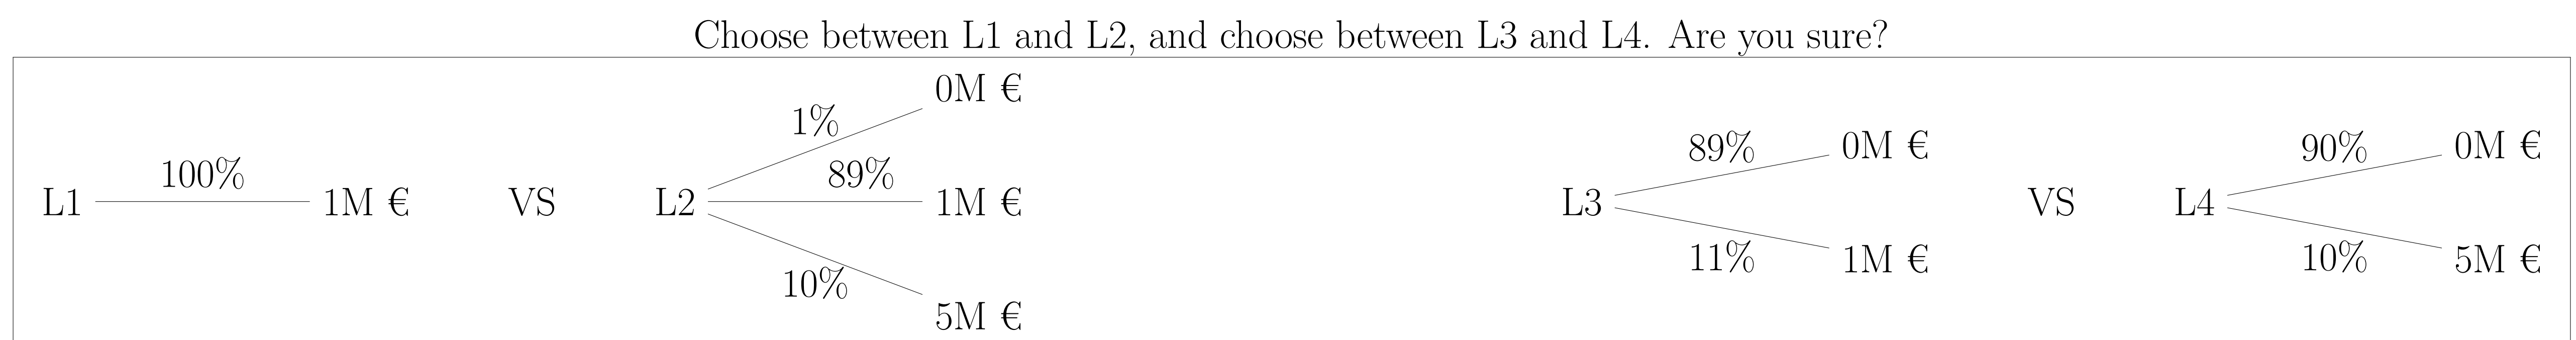 Choose between L1 and L2, and choose between L3 and L4. Are you sure?
0M €
1%
0M €
0M €
89%
90%
100%
89%
L1
1M €
VS
L2
1M €
L3
VS
L4
11%
1M €
10%
5M €
10%
5M €